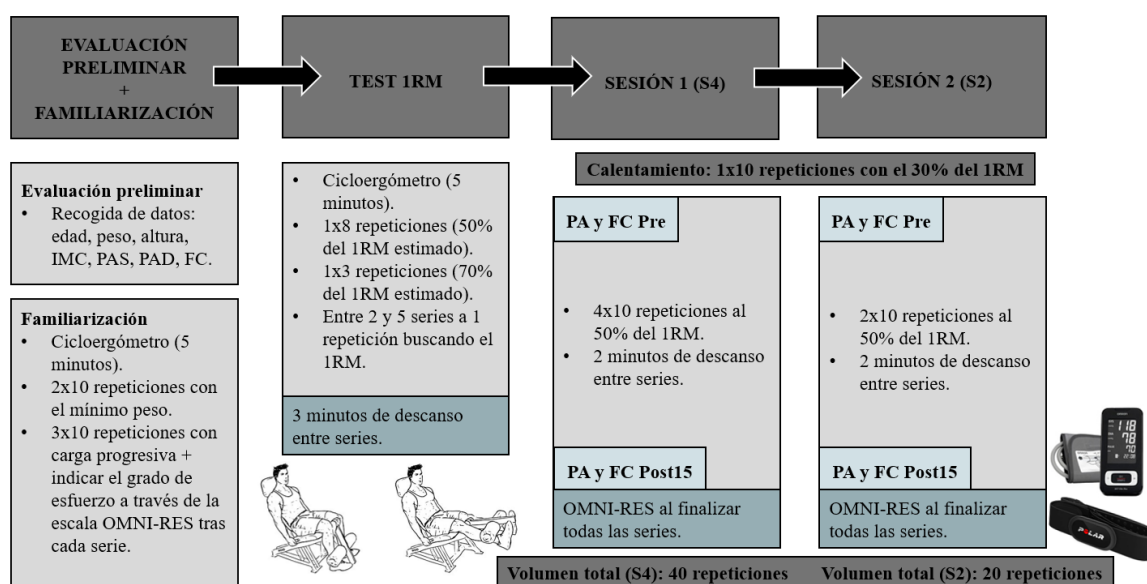 EVALUACIÓN
PRELIMINAR
+
FAMILIARIZACIÓN
TEST 1RM
SESIÓN 1 (S4)
SESIÓN 2 (S2)
Evaluación preliminar
• Recogida de datos:
edad, peso, altura,
IMC, PAS, PAD, FC.
Familiarización
• Cicloergómetro (5
minutos).
• 2x10 repeticiones con
el mínimo peso.
• 3x10 repeticiones con
carga progresiva +
indicar el grado de
esfuerzo a través de la
escala OMNI-RES tras
cada serie.
• Cicloergómetro (5
minutos).
• 1x8 repeticiones (50%
del 1RM estimado).
• 1x3 repeticiones (70%
del 1RM estimado).
• Entre 2 y 5 series a 1
repetición buscando el
1RM.
3 minutos de descanso
entre series.
Calentamiento: 1x10 repeticiones con el 30% del 1RM
PA y FC Pre
• 4x10 repeticiones al
50% del 1RM.
• 2 minutos de descanso
entre series.
PA y FC Post15
OMNI-RES al finalizar
todas las series.
PA y FC Pre
• 2x10 repeticiones al
50% del 1RM.
• 2 minutos de descanso
entre series.
PA y FC Post15
OMNI-RES al finalizar
todas las series.
Volumen total (S4): 40 repeticiones
Volumen total (S2): 20 repeticiones
118
78
78
POLAR